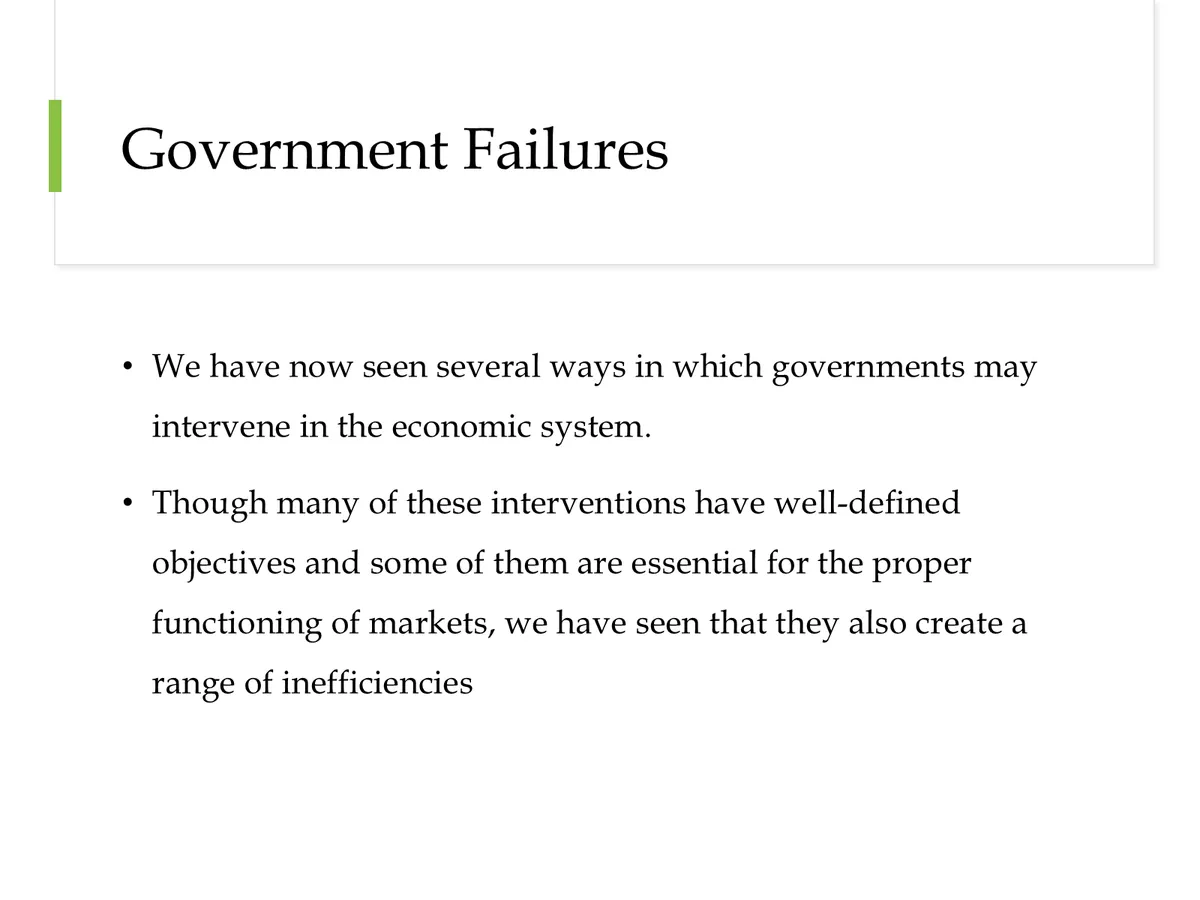 Government Failures
• We have now seen several ways in which governments may
intervene in the economic system.
• Though many of these interventions have well-defined
objectives and some of them are essential for the proper
functioning of markets, we have seen that they also create a
range of inefficiencies